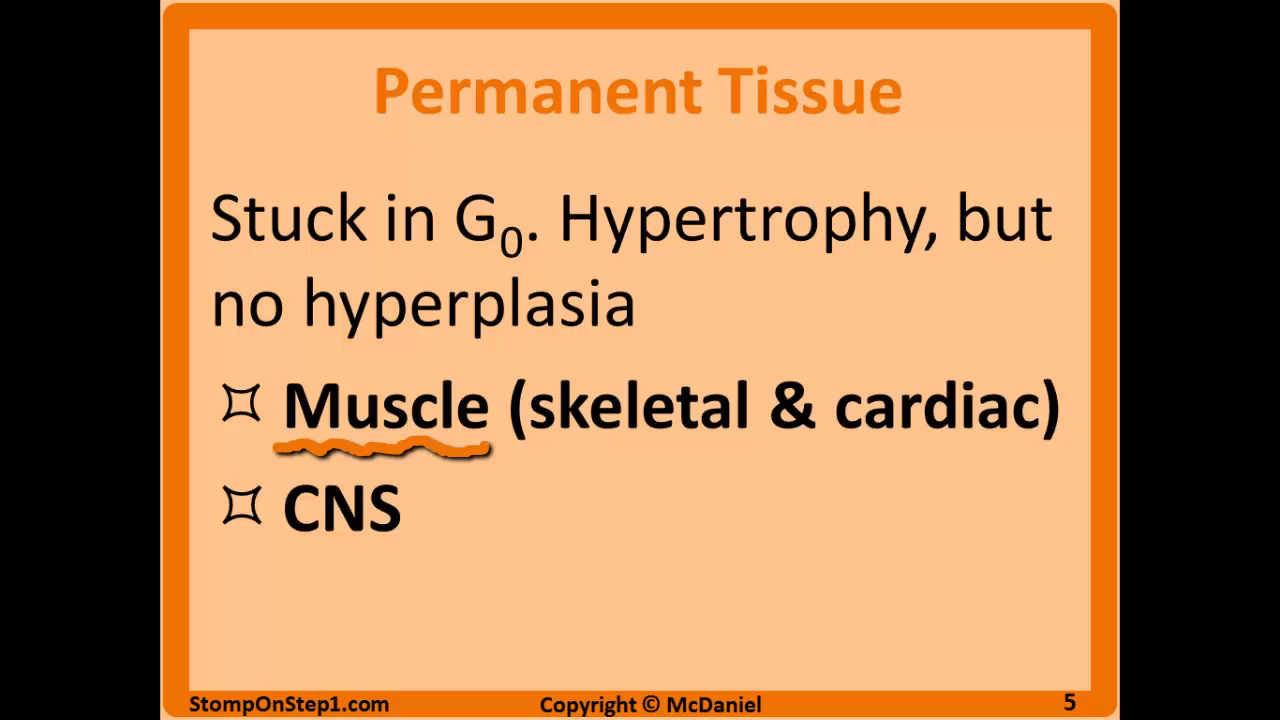 Permanent Tissue
Stuck in G₀. Hypertrophy, but
no hyperplasia
¤ Muscle (skeletal & cardiac)
¤ CNS
StompOnStep1.com Copyright © McDaniel 5